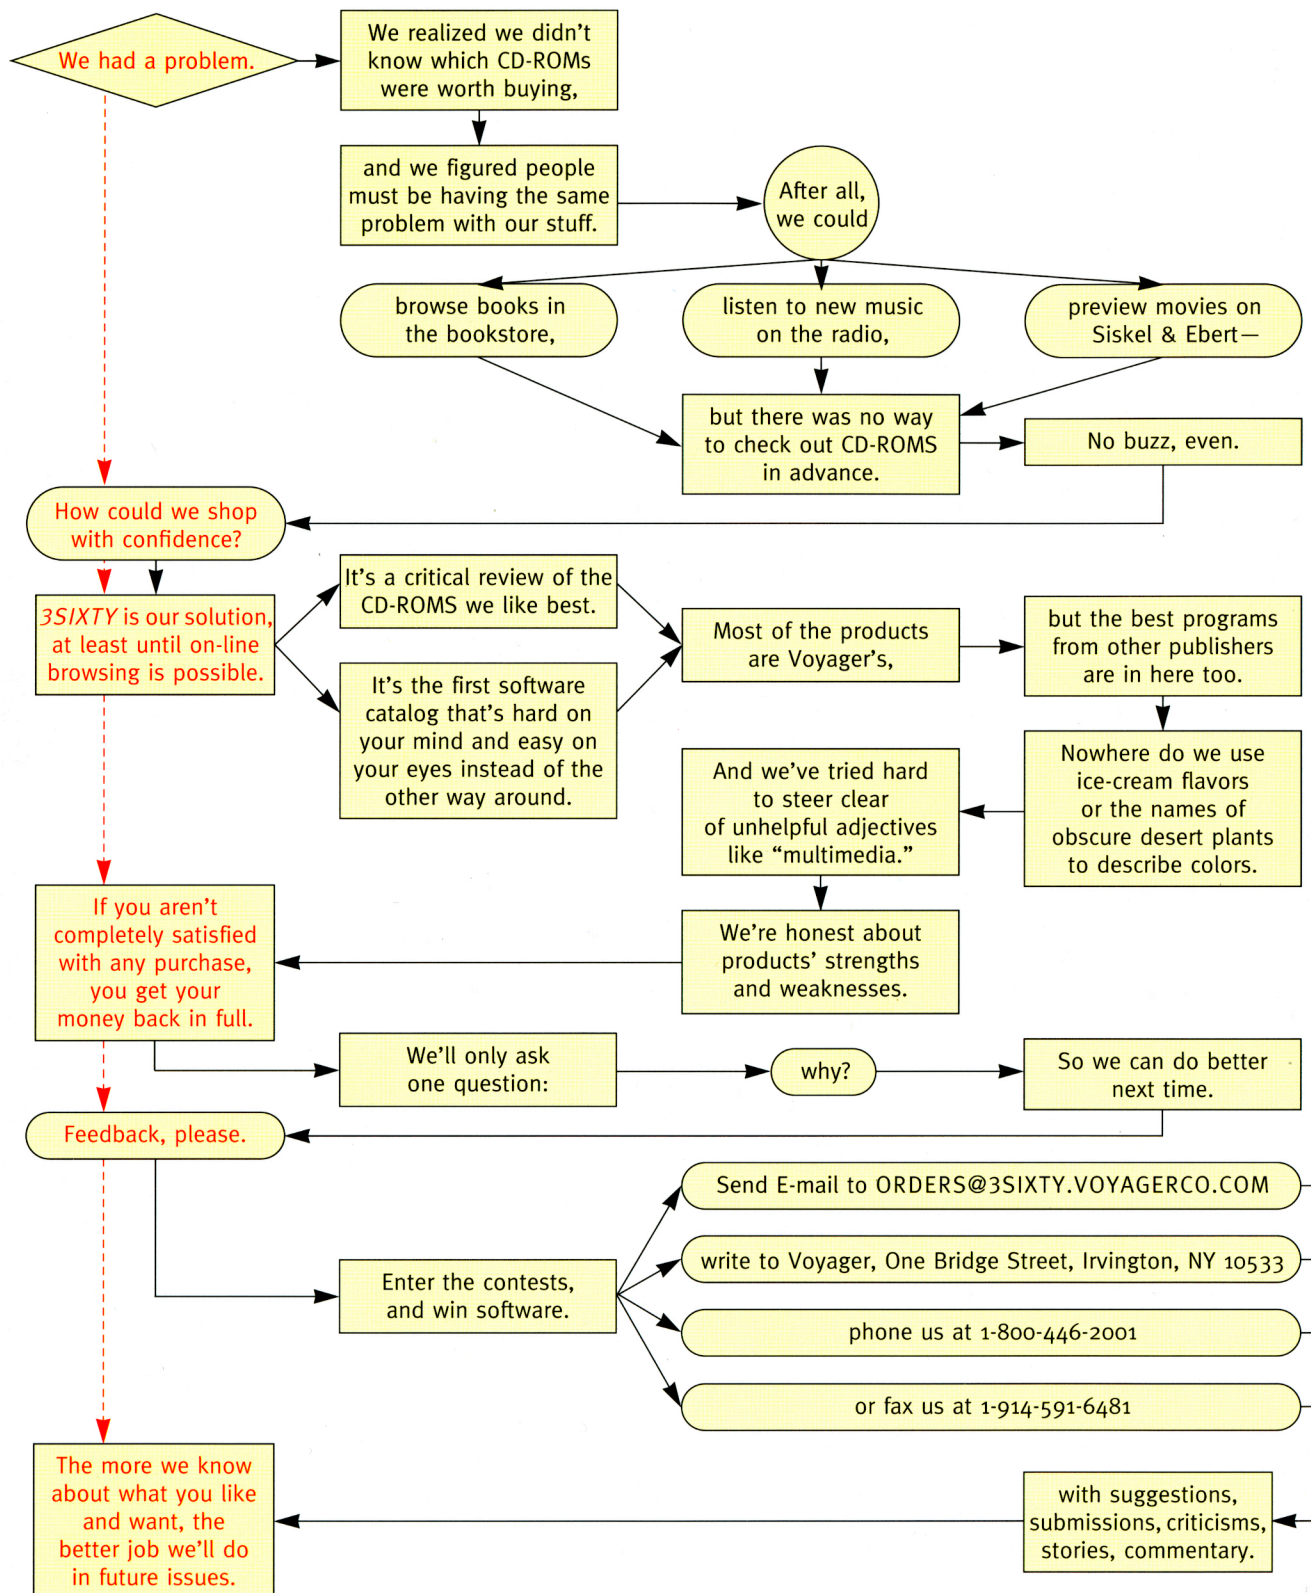 We had a problem.
We realized we didn't
know which CD-ROMs
were worth buying,
and we figured people
must be having the same
problem with our stuff.
After all,
we could
browse books in
the bookstore,
listen to new music
on the radio,
preview movies on
Siskel & Ebert—
but there was no way
to check out CD-ROMS
in advance.
No buzz, even.
How could we shop
with confidence?
3SIXTY is our solution,
at least until on-line
browsing is possible.
It's a critical review of the
CD-ROMS we like best.
It's the first software
catalog that's hard on
your mind and easy on
your eyes instead of the
other way around.
Most of the products
are Voyager's,
but the best programs
from other publishers
are in here too.
Nowhere do we use
ice-cream flavors
or the names of
obscure desert plants
to describe colors.
And we've tried hard
to steer clear
of unhelpful adjectives
like “multimedia.”
We're honest about
products' strengths
and weaknesses.
If you aren't
completely satisfied
with any purchase,
you get your
money back in full.
We'll only ask
one question:
why?
So we can do better
next time.
Feedback, please.
Enter the contests,
and win software.
Send E-mail to ORDERS@3SIXTY.VOYAGERCO.COM
write to Voyager, One Bridge Street, Irvington, NY 10533
phone us at 1-800-446-2001
or fax us at 1-914-591-6481
with suggestions,
submissions, criticisms,
stories, commentary.
The more we know
about what you like
and want, the
better job we'll do
in future issues.